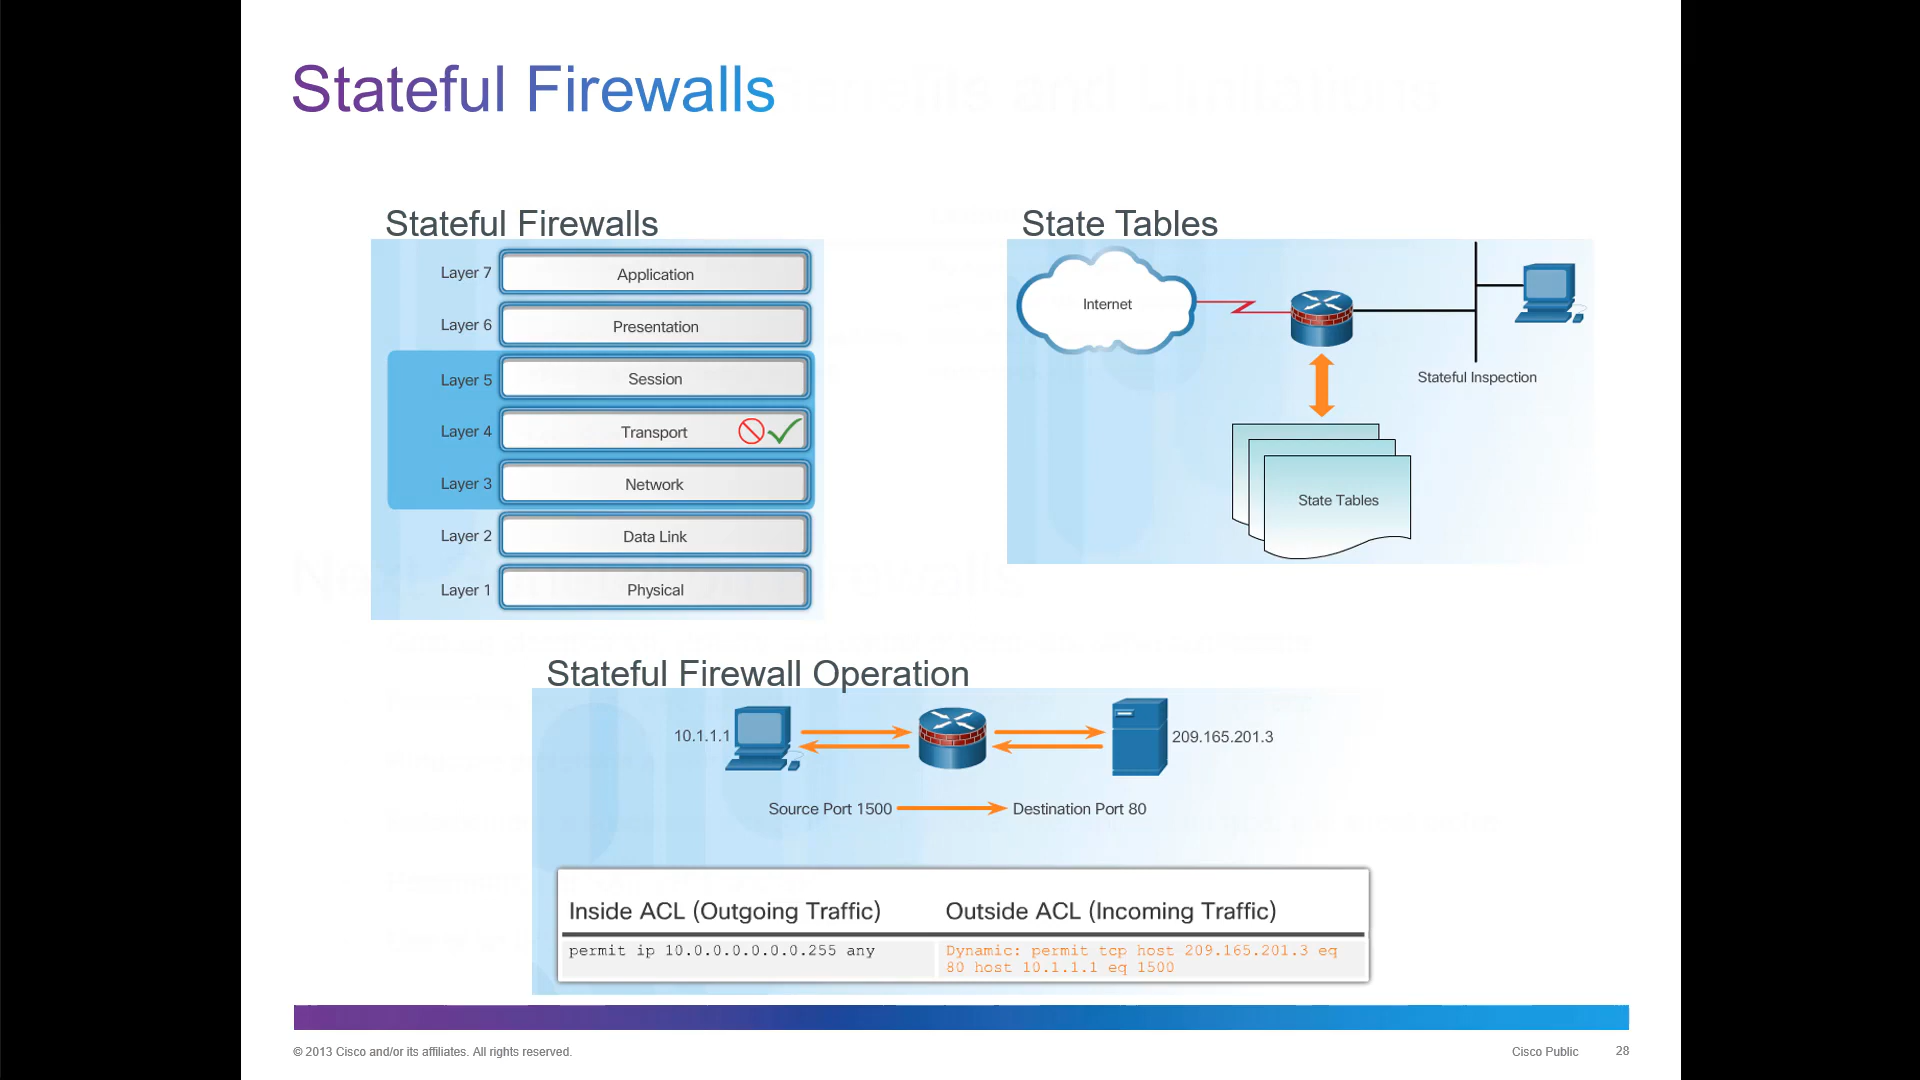 Stateful Firewalls
Stateful Firewalls
Layer 7 Application
Layer 6 Presentation
Layer 5 Session
Layer 4 Transport
Layer 3 Network
Layer 2 Data Link
Layer 1 Physical
State Tables
Internet
Stateful Inspection
State Tables
Stateful Firewall Operation
10.1.1.1
209.165.201.3
Source Port 1500
Destination Port 80
Inside ACL (Outgoing Traffic)
Outside ACL (Incoming Traffic)
permit ip 10.0.0.0.0.0.0.255 any
Dynamic: permit tcp host 209.165.201.3 eq
80 host 10.1.1.1 eq 1500
© 2013 Cisco and/or its affiliates. All rights reserved.
Cisco Public
28